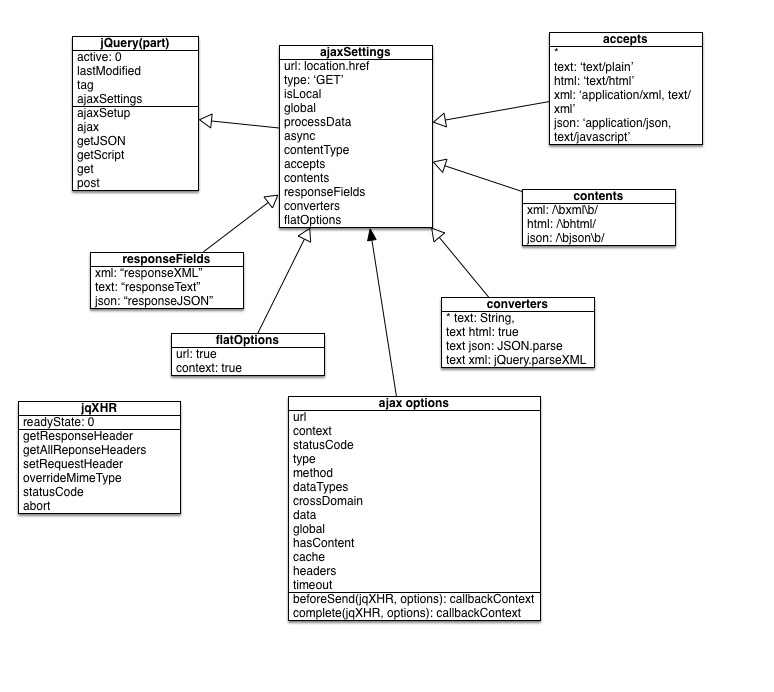 jQuery(part)
active: 0
lastModified
tag
ajaxSettings
ajaxSetup
ajax
getJSON
getScript
get
post
ajaxSettings
url: location.href
type: ‘GET’
isLocal
global
processData
async
contentType
accepts
contents
responseFields
converters
flatOptions
accepts
*
text: ‘text/plain’
html: ‘text/html’
xml: ‘application/xml, text/
xml’
json: ‘application/json,
text/javascript’
contents
xml: /\bxml\b/
html: /\bhtml/
json: /\bjson\b/
responseFields
xml: “responseXML”
text: “responseText”
json: “responseJSON”
converters
* text: String,
text html: true
text json: JSON.parse
text xml: jQuery.parseXML
flatOptions
url: true
context: true
jqXHR
readyState: 0
getResponseHeader
getAllReponseHeaders
setRequestHeader
overrideMimeType
statusCode
abort
ajax options
url
context
statusCode
type
method
dataTypes
crossDomain
data
global
hasContent
cache
headers
timeout
beforeSend(jqXHR, options): callbackContext
complete(jqXHR, options): callbackContext